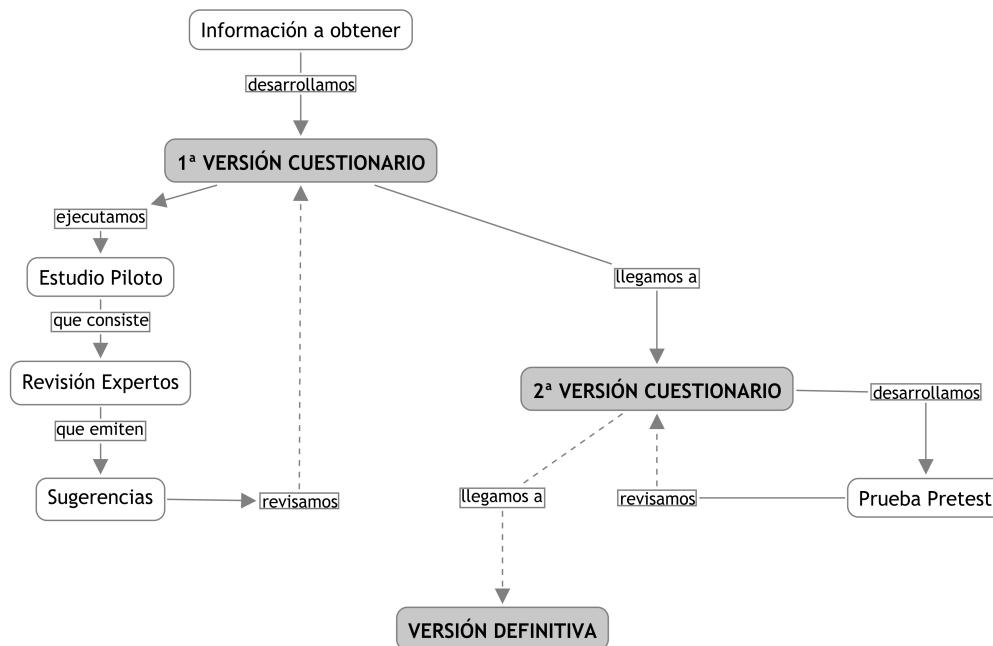 Información a obtener
desarrollamos
1ª VERSIÓN CUESTIONARIO
ejecutamos
Estudio Piloto
que consiste
Revisión Expertos
que emiten
Sugerencias
revisamos
llegamos a
2ª VERSIÓN CUESTIONARIO
desarrollamos
Prueba Pretest
revisamos
llegamos a
VERSIÓN DEFINITIVA